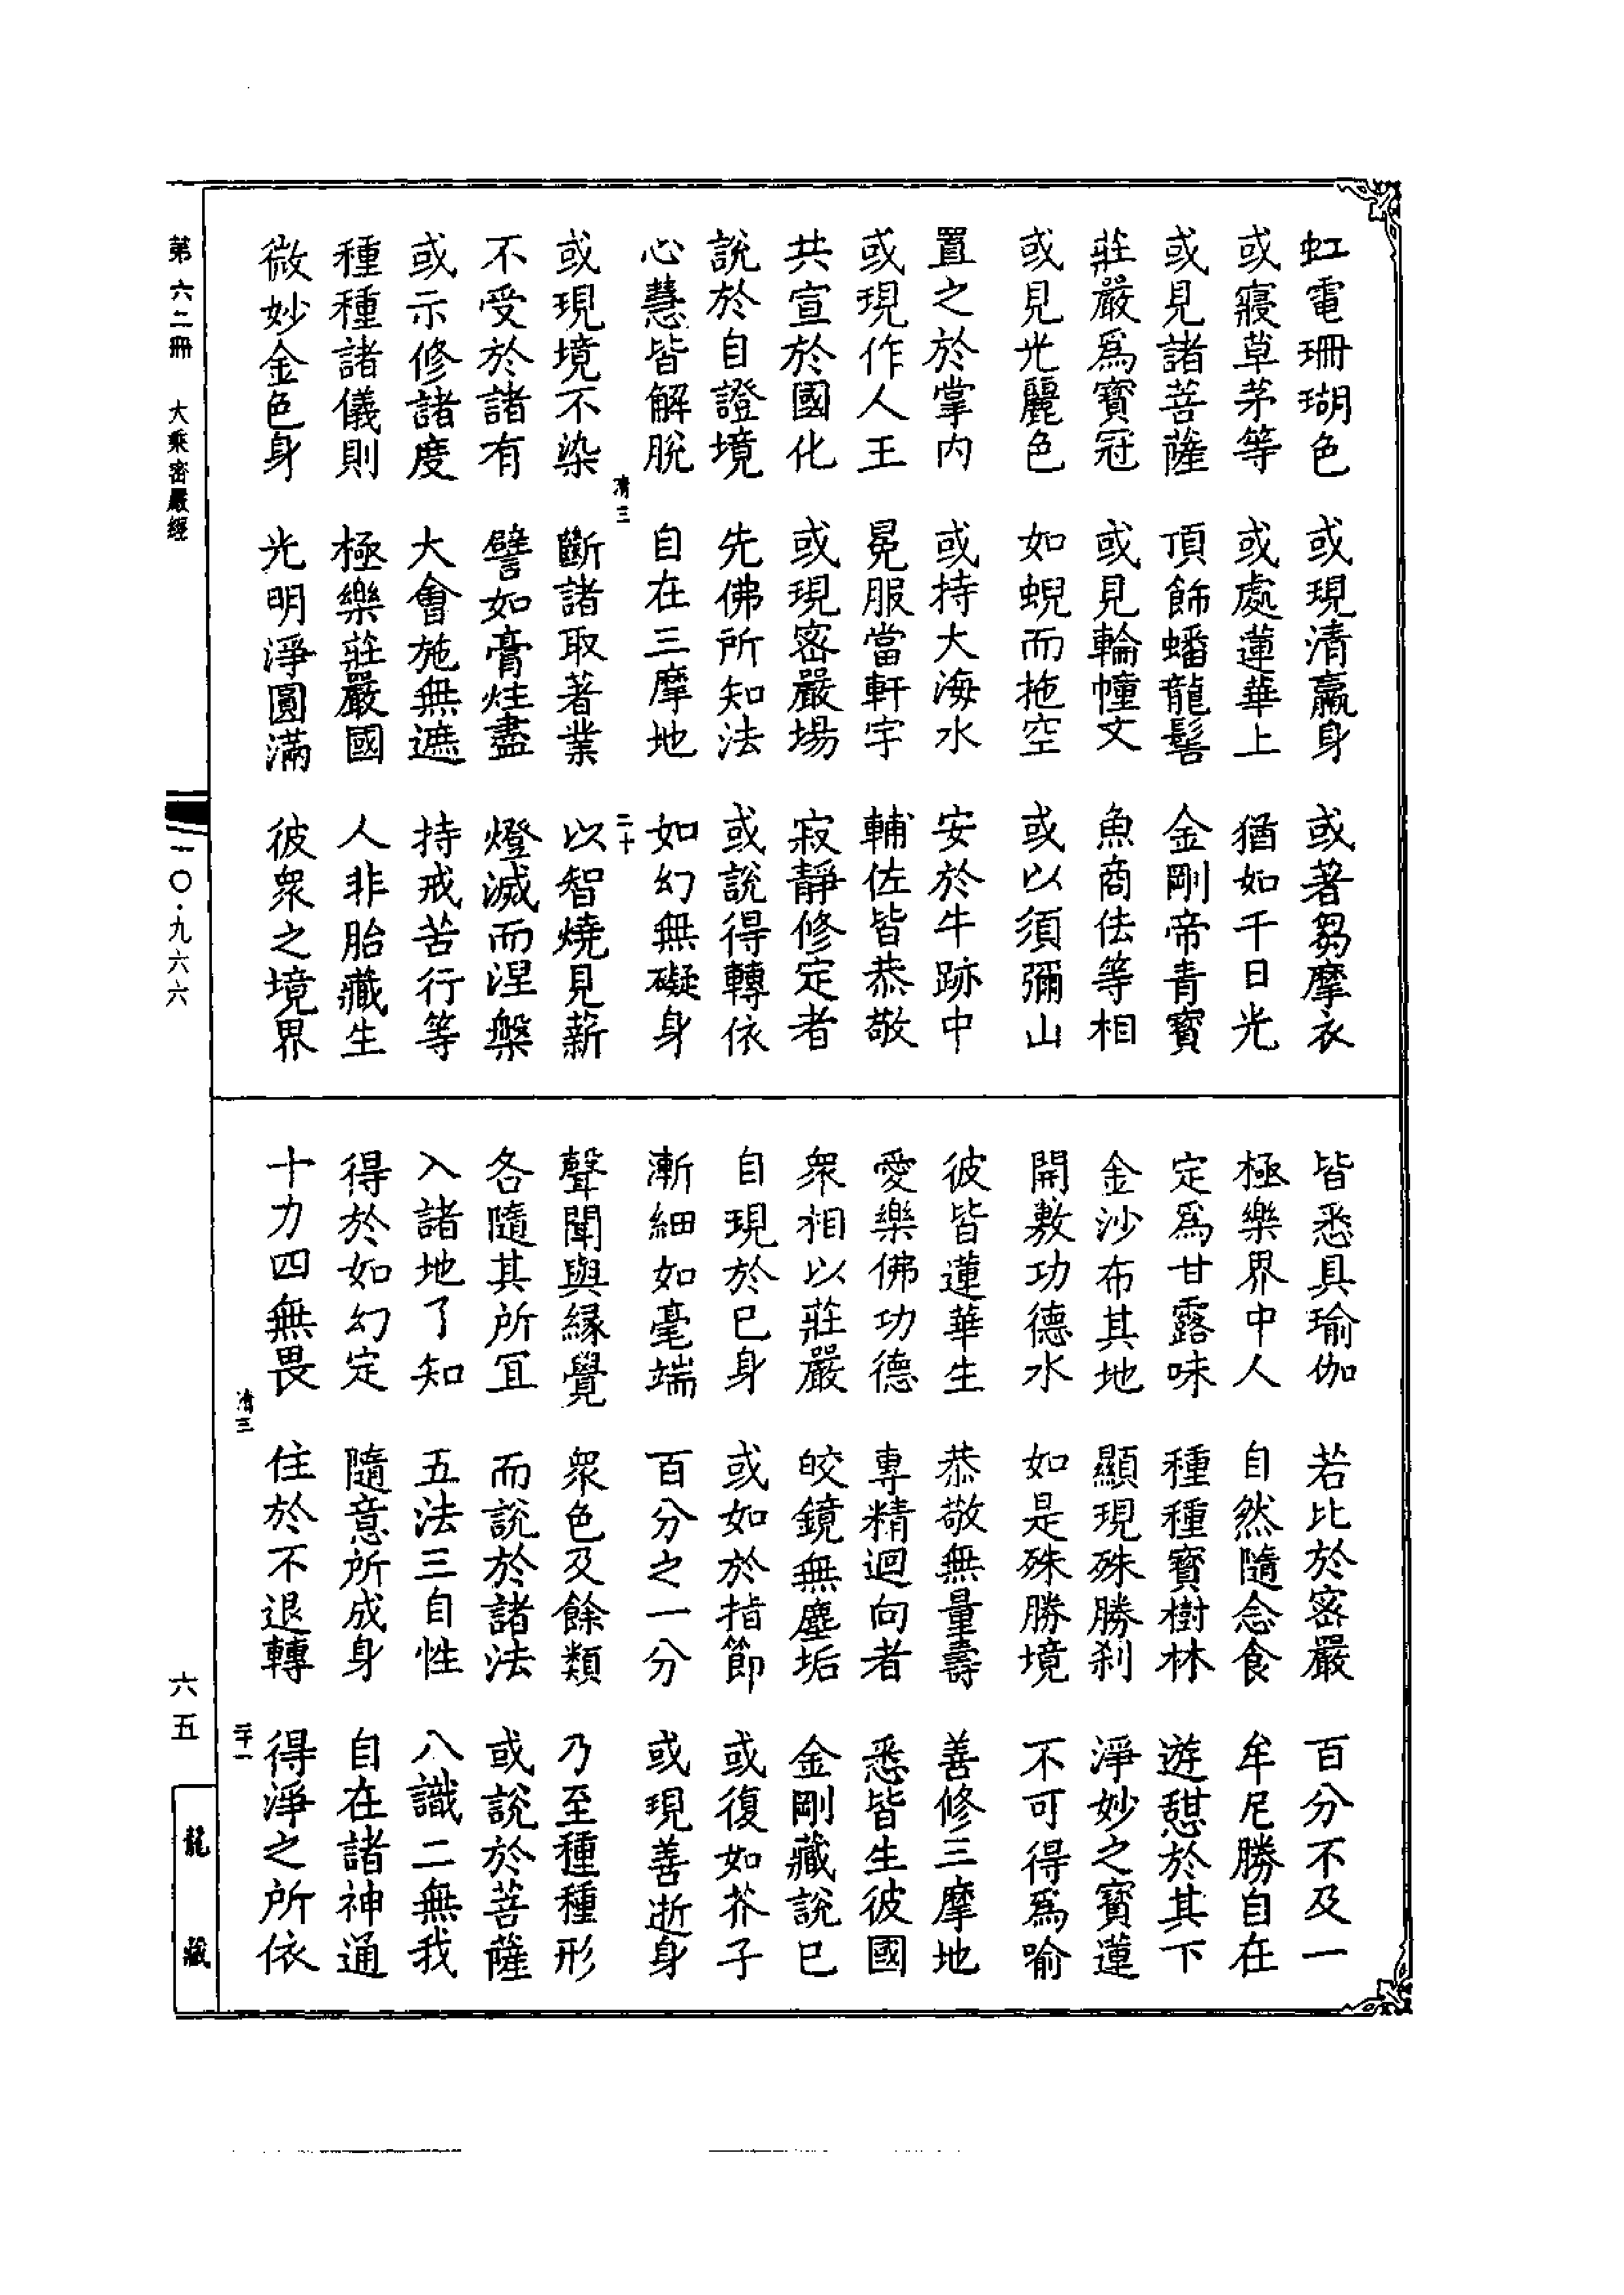 虹電珊瑚色　或現清羸身　或著芻摩衣
或寢草茅等　或處蓮華上　猶如千日光
或見諸菩薩　頂飾蟠龍髻　金剛帝青寶
莊嚴爲寶冠　或見輪幢文　魚商佉等相
或見光麗色　如蜺而拖空　或以須彌山
置之於掌內　或持大海水　安於牛跡中
或現作人王　冕服當軒宇　輔佐皆恭敬
共宣於國化　或現密嚴場　寂靜修定者
說於自證境　先佛所知法　或說得轉依
心慧皆解脫　自在三摩地　如幻無礙身
清三　二十
或現境不染　斷諸取著業　以智燒見薪
不受於諸有　譬如膏炷盡　燈滅而涅槃
或示修諸度　大會施無遮　持戒苦行等
種種諸儀則　極樂莊嚴國　人非胎藏生
微妙金色身　光明淨圓滿　彼眾之境界
皆悉具瑜伽　若比於密嚴　百分不及一
極樂界中人　自然隨念食　牟尼勝自在
定爲甘露味　種種寶樹林　遊憩於其下
金沙布其地　顯現殊勝剎　淨妙之寶蓮
開敷功德水　如是殊勝境　不可得爲喻
彼皆蓮華生　恭敬無量壽　善修三摩地
愛樂佛功德　專精迴向者　悉皆生彼國
眾相以莊嚴　皎鏡無塵垢　金剛藏說已
自現於已身　或如於指節　或復如芥子
漸細如毫端　百分之一分　或現善逝身
聲聞與緣覺　眾色及餘類　乃至種種形
各隨其所宜　而說於諸法　或說於菩薩
入諸地了知　五法三自性　八識二無我
得於如幻定　隨意所成身　自在諸神通
十力四無畏　住於不退轉　得淨之所依
清三　二十一
第六二冊　大乘密嚴經　一〇·九六六　六五
龍藏